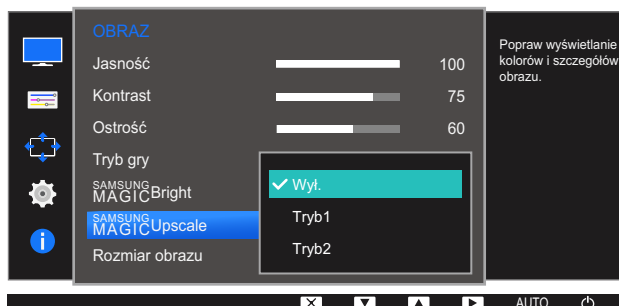 OBRAZ
Jasność 100
Kontrast 75
Ostrość 60
Tryb gry
SAMSUNG MAGIC Bright
SAMSUNG MAGIC Upscale
Rozmiar obrazu
Wył.
Tryb1
Tryb2
Popraw wyświetlanie
kolorów i szczegółów
obrazu.
AUTO